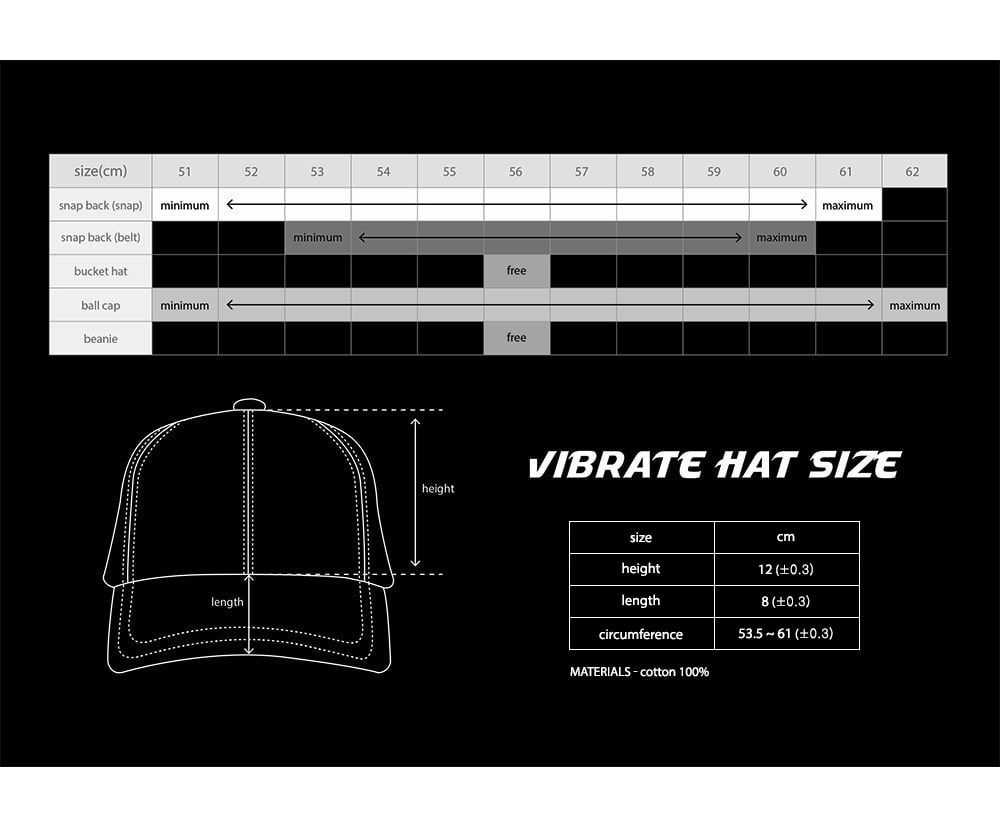 size(cm) 51 52 53 54 55 56 57 58 59 60 61 62
snap back (snap) minimum maximum
snap back (belt) minimum maximum
bucket hat free
ball cap minimum maximum
beanie free
height
length
VIBRATE HAT SIZE
size cm
height 12 (±0.3)
length 8 (±0.3)
circumference 53.5 ~ 61 (±0.3)
MATERIALS - cotton 100%